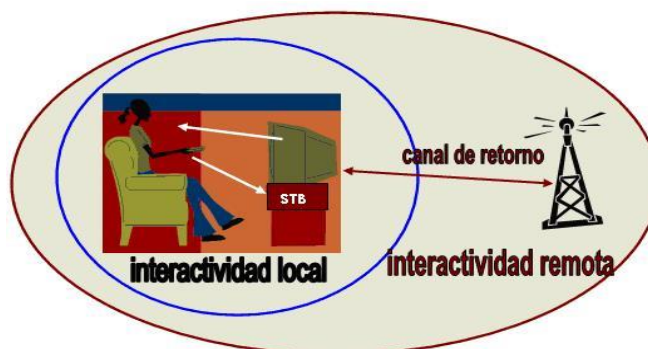 STB
interactividad local
canal de retorno
interactividad remota